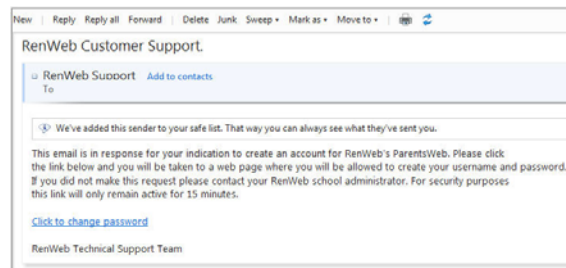 New | Reply Reply all Forward | Delete Junk Sweep Mark as Move to
RenWeb Customer Support.
RenWeb Support Add to contacts
To
We've added this sender to your safe list. That way you can always see what they've sent you.
This email is in response for your indication to create an account for RenWeb's ParentsWeb. Please click
the link below and you will be taken to a web page where you will be allowed to create your username and password.
If you did not make this request please contact your RenWeb school administrator. For security purposes
this link will only remain active for 15 minutes.
Click to change password
RenWeb Technical Support Team